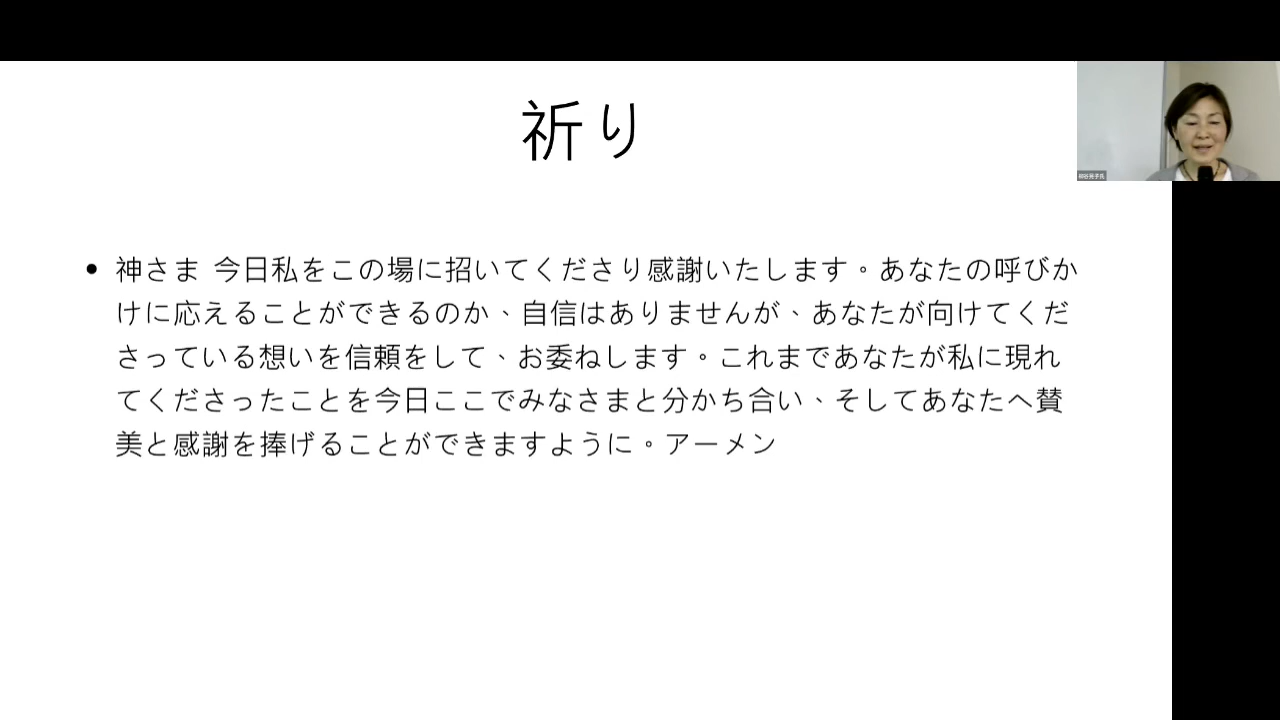 祈り
• 神さま 今日私をこの場に招いてくださり感謝いたします。あなたの呼びか
けに応えることができるのか、自信はありませんが、あなたが向けてくだ
さっている想いを信頼をして、お委ねします。これまであなたが私に現れ
てくださったことを今日ここでみなさまと分かち合い、そしてあなたへ賛
美と感謝を捧げることができますように。アーメン